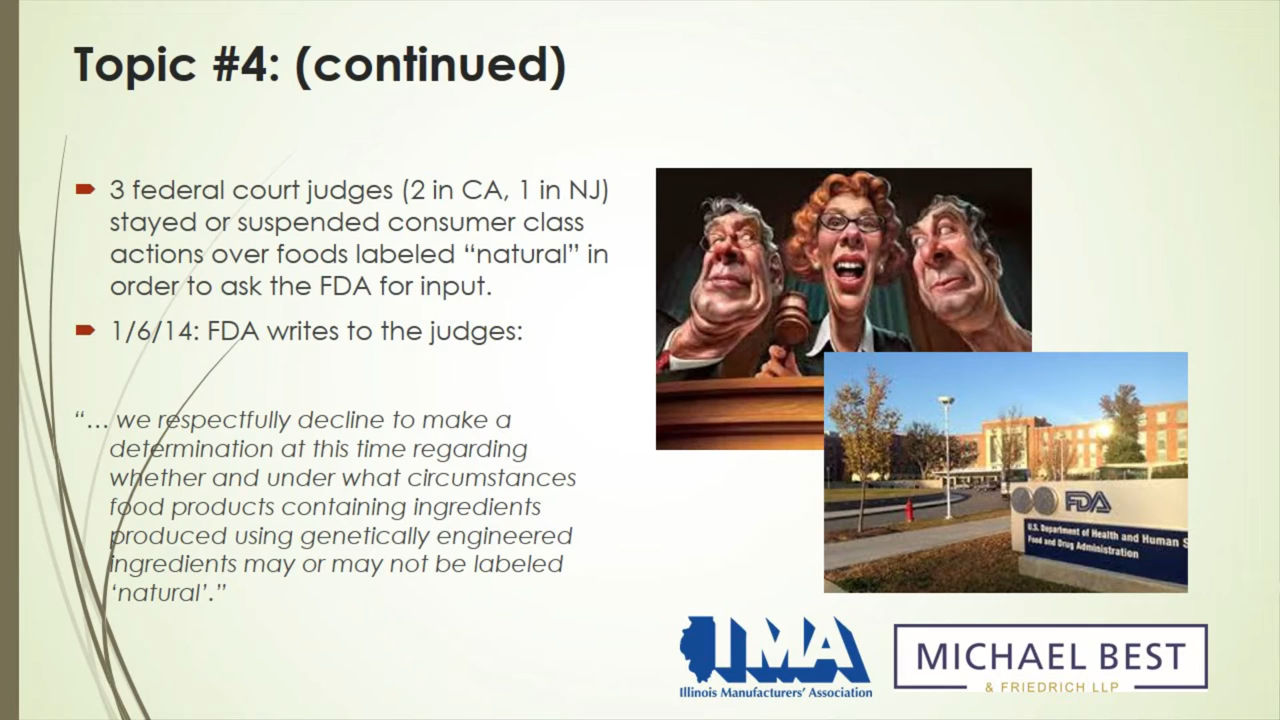 Topic #4: (continued)
3 federal court judges (2 in CA, 1 in NJ)
stayed or suspended consumer class
actions over foods labeled “natural” in
order to ask the FDA for input.
1/6/14: FDA writes to the judges:
“… we respectfully decline to make a
determination at this time regarding
whether and under what circumstances
food products containing ingredients
produced using genetically engineered
ingredients may or may not be labeled
‘natural’.”
FDA
U.S. Department of Health and Human S
Food and Drug Administration
IMA
Illinois Manufacturers’ Association
MICHAEL BEST
& FRIEDRICH LLP